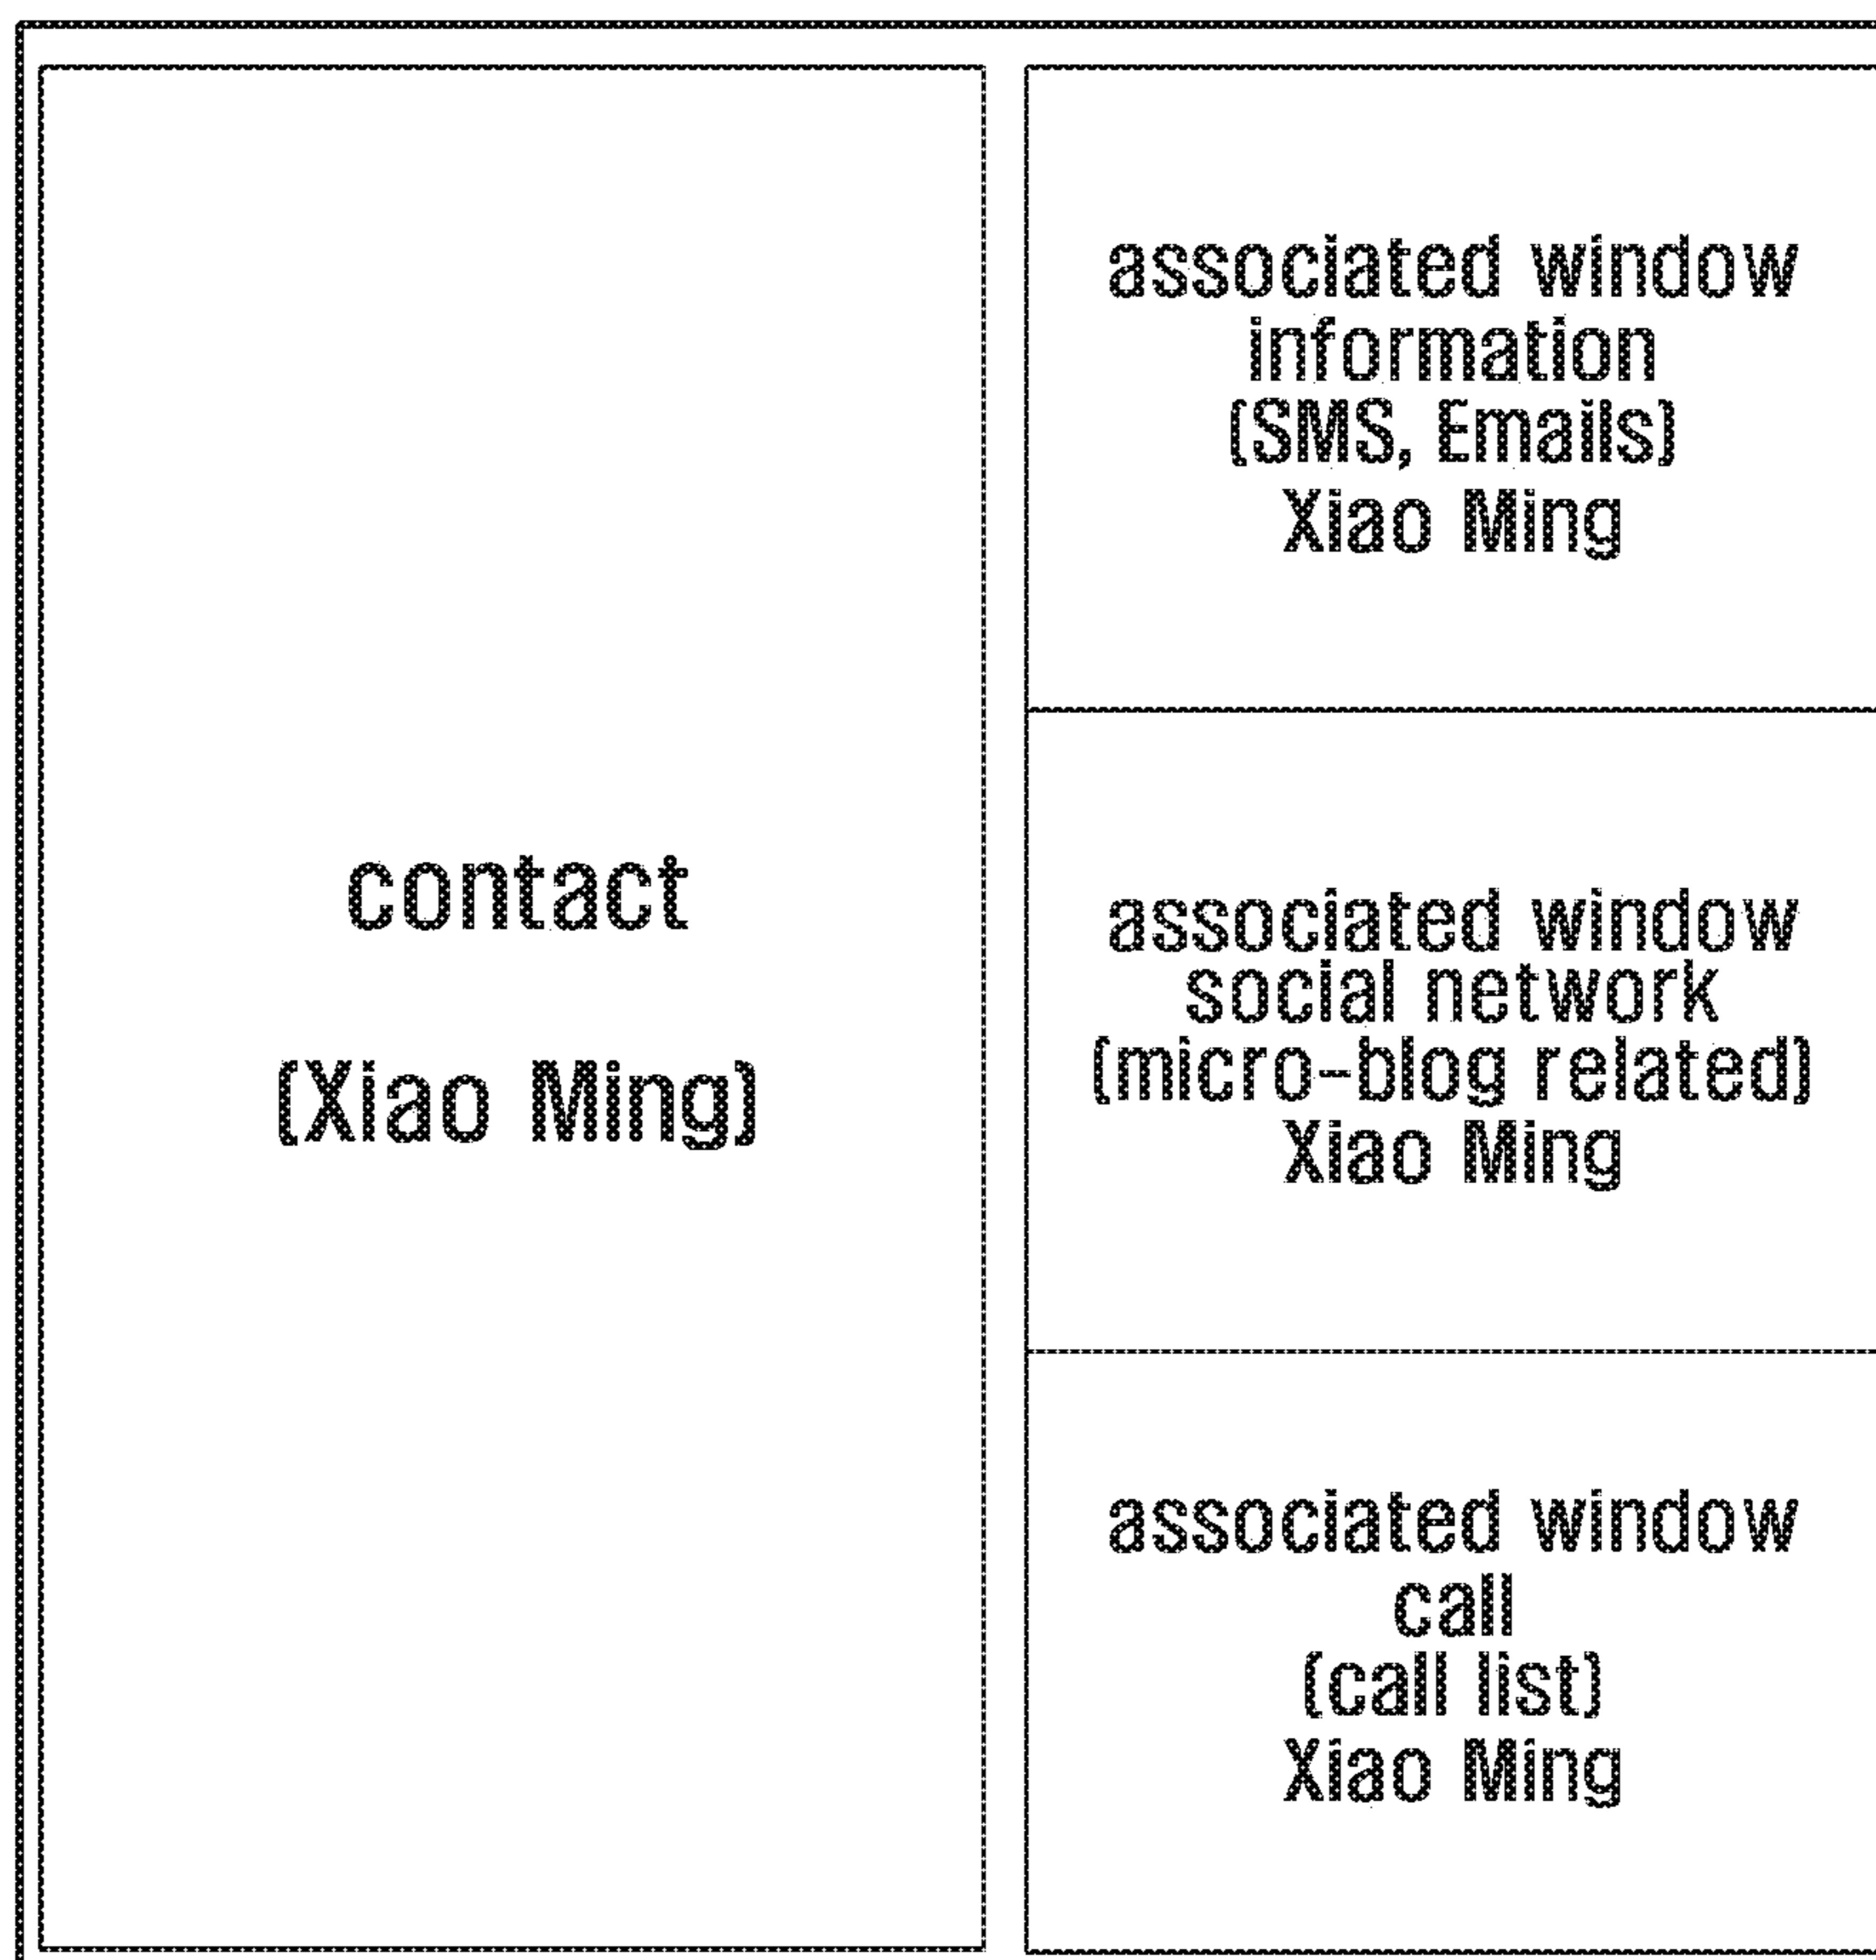 contact
(Xiao Ming)
associated window
information
(SMS, Emails)
Xiao Ming
associated window
social network
(micro-blog related)
Xiao Ming
associated window
call
(call list)
Xiao Ming